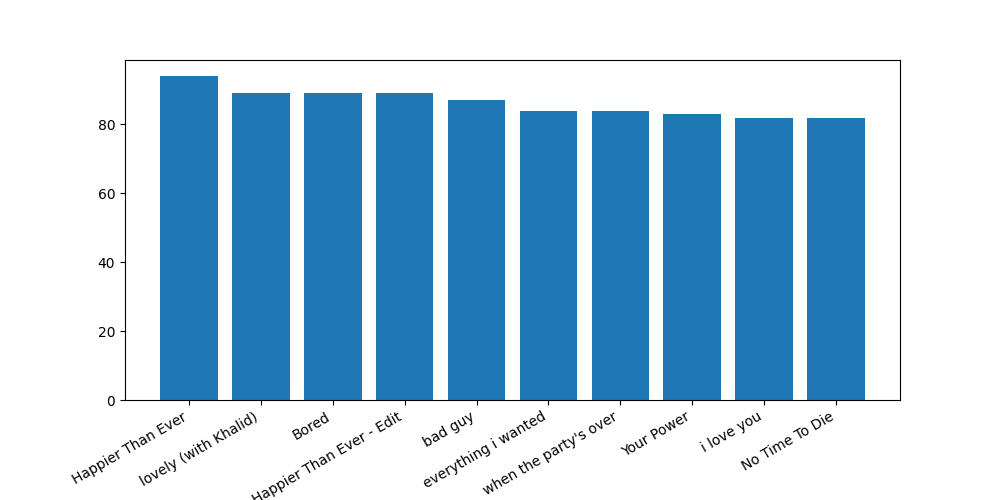 80
60
40
20
0
Happier Than Ever
lovely (with Khalid)
Bored
Happier Than Ever - Edit
bad guy
everything i wanted
when the party's over
Your Power
i love you
No Time To Die